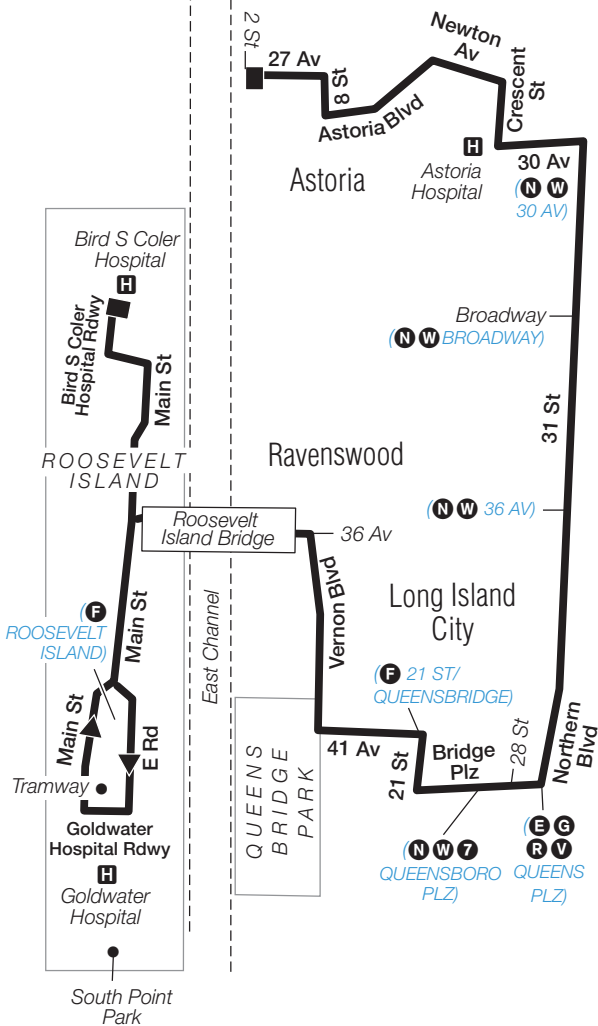 2 St
27 Av
8 St
Astoria Blvd
Newton
Av
Crescent
St
H
Astoria
Hospital
30 Av
(N W
30 AV)
Astoria
Bird S Coler
Hospital
H
Bird S Coler
Hospital Rdwy
Main St
ROOSEVELT
ISLAND
Broadway
(N W BROADWAY)
31 St
Ravenswood
(N W 36 AV)
Roosevelt
Island Bridge
36 Av
Vernon Blvd
Long Island
City
(F
ROOSEVELT
ISLAND)
Main St
East Channel
(F 21 ST/
QUEENSBRIDGE)
Main St
E Rd
Tramway
41 Av
21 St
Bridge
Plz
28 St
Northern
Blvd
QUEENS
BRIDGE
PARK
Goldwater
Hospital Rdwy
H
Goldwater
Hospital
(N W 7
QUEENSBORO
PLZ)
(E G
R V
QUEENS
PLZ)
South Point
Park